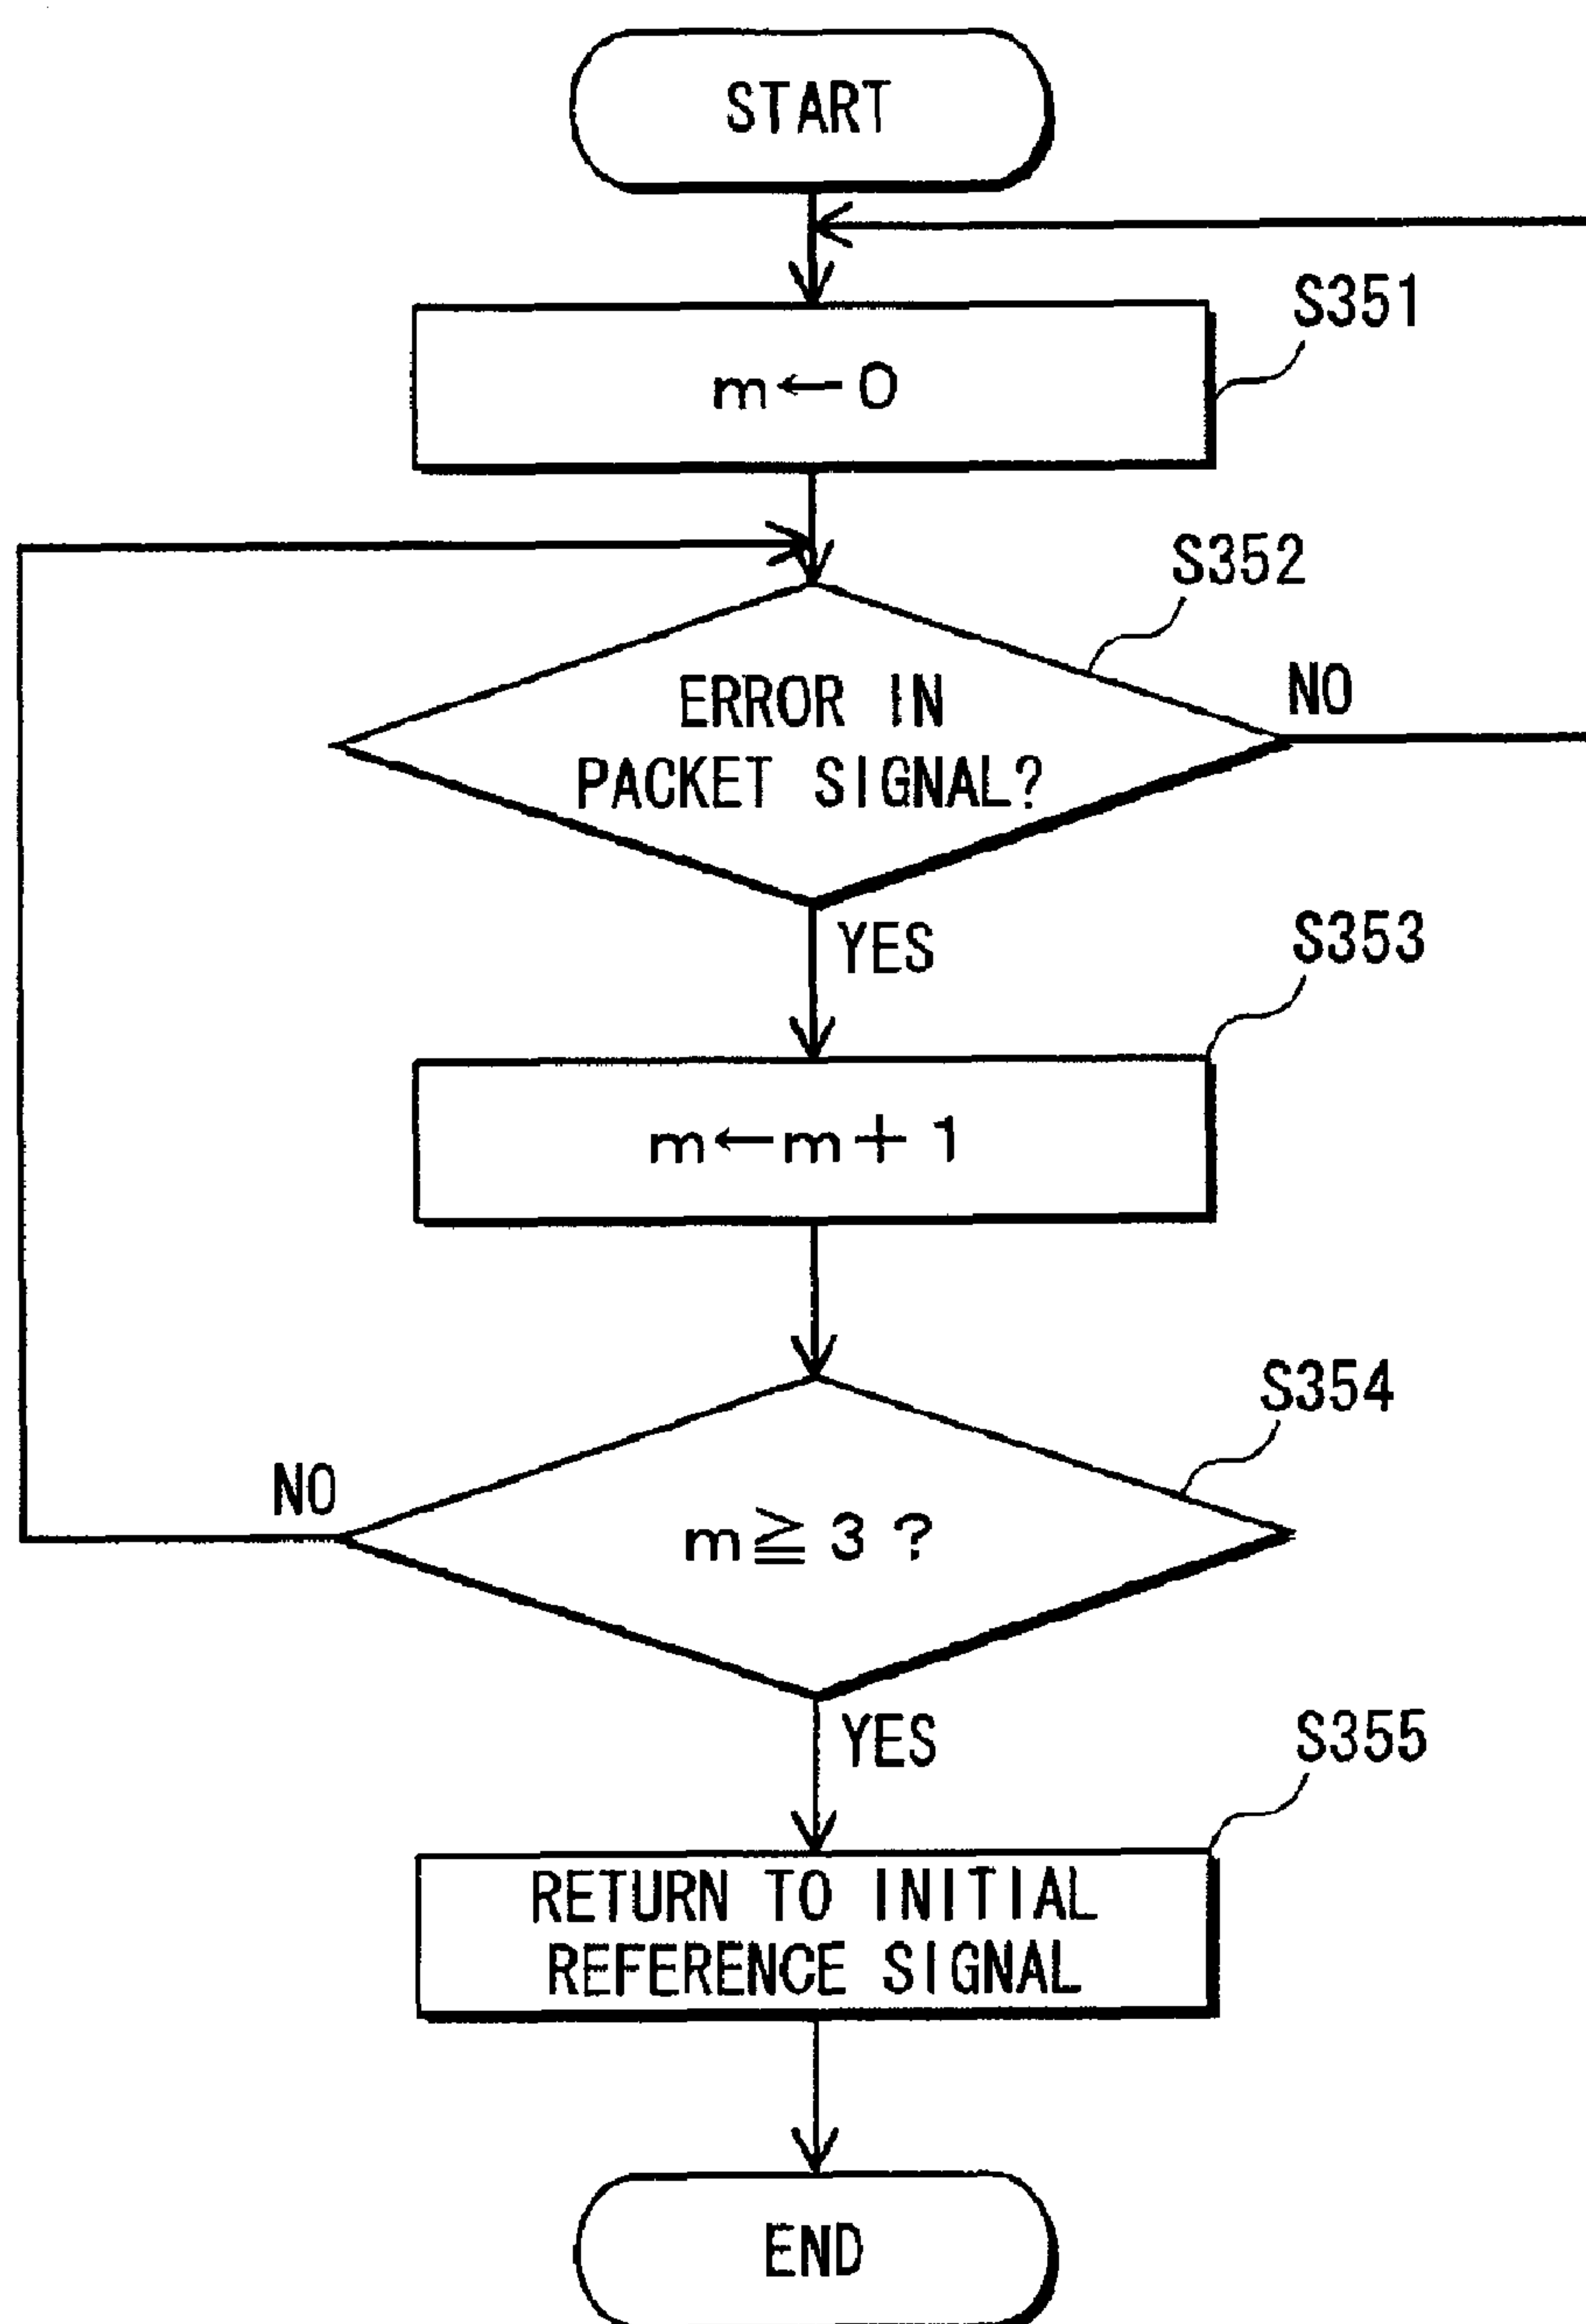 START
S351
m←0
S352
ERROR IN
PACKET SIGNAL?
NO
YES
S353
m←m+1
S354
NO
m≧3?
YES
S355
RETURN TO INITIAL
REFERENCE SIGNAL
END